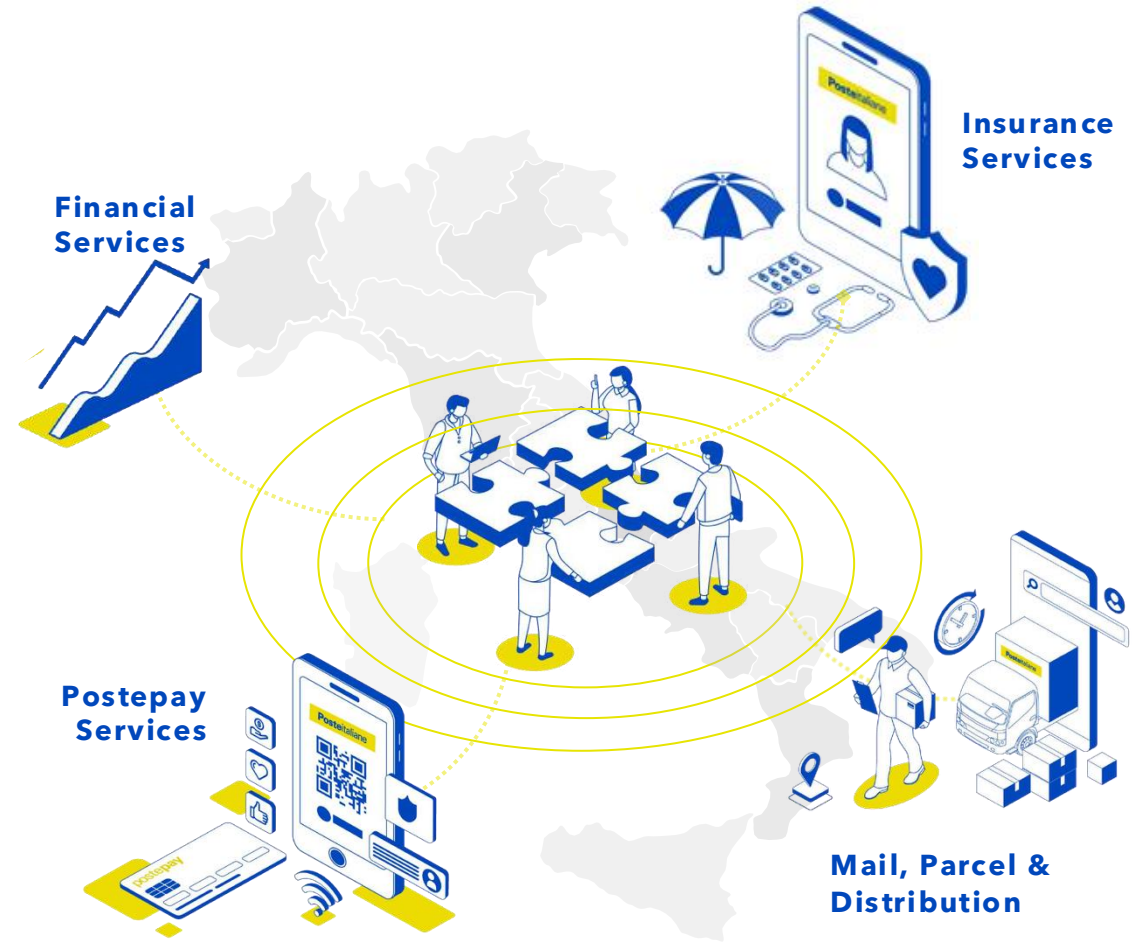 Posteitaliane
Insurance
Services
Financial
Services
Postepay
Services
Posteitaliane
postepay
Posteitaliane
Mail, Parcel &
Distribution